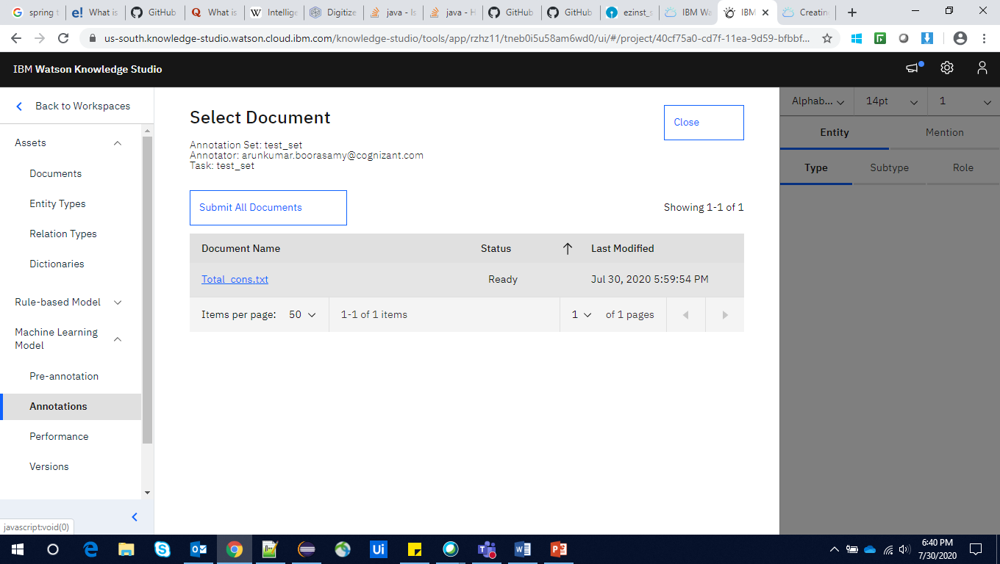 spring t
What is
GitHub
What is
Intellige
Digitize
java - Is
java - H
GitHub
GitHub
ezinst_s
IBM Wa
IBM
Creatin
us-south.knowledge-studio.watson.cloud.ibm.com/knowledge-studio/tools/app/rzhz11/tneb0i5u58am6wd0/ui/#/project/40cf75a0-cd7f-11ea-9d59-bfbbf...
IBM Watson Knowledge Studio
Back to Workspaces
Assets
Documents
Entity Types
Relation Types
Dictionaries
Rule-based Model
Machine Learning
Model
Pre-annotation
Annotations
Performance
Versions
javascript:void(0)
Select Document
Close
Annotation Set: test_set
Annotator: arunkumar.boorasamy@cognizant.com
Task: test_set
Submit All Documents
Showing 1-1 of 1
Document Name Status Last Modified
Total_cons.txt Ready Jul 30, 2020 5:59:54 PM
Items per page: 50 1-1 of 1 items 1 of 1 pages
Alphab... 14pt 1
Entity Mention
Type Subtype Role
6:40 PM
7/30/2020